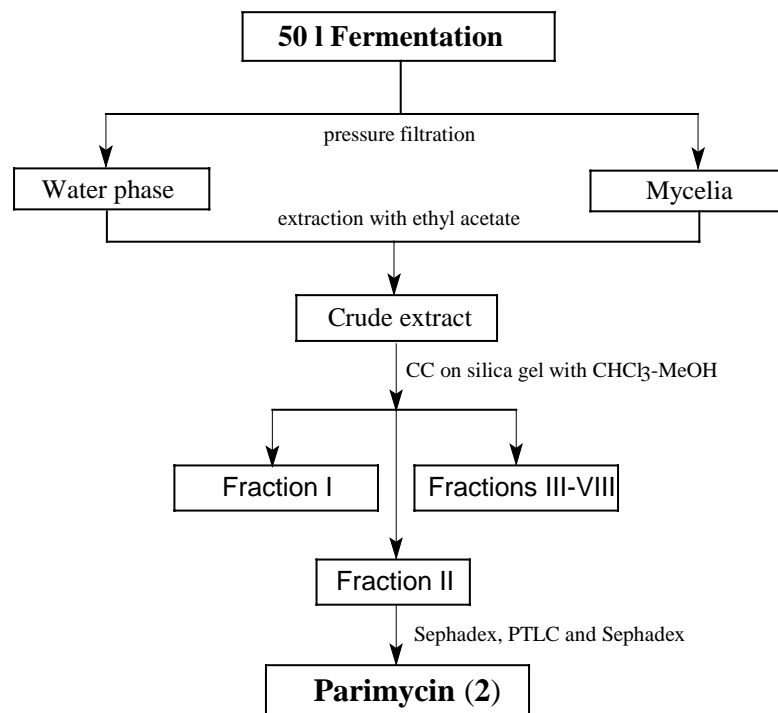 50 l Fermentation
pressure filtration
Water phase
Mycelia
extraction with ethyl acetate
Crude extract
CC on silica gel with CHCl3-MeOH
Fraction I
Fractions III-VIII
Fraction II
Sephadex, PTLC and Sephadex
Parimycin (2)